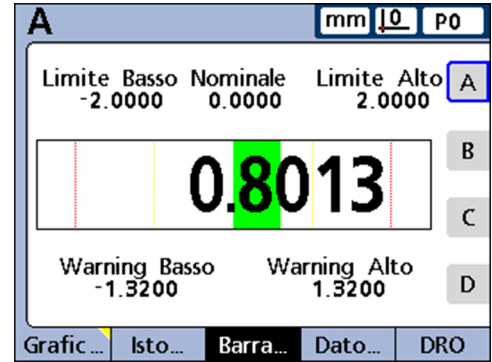 A mm 0 P0
Limite Basso Nominale Limite Alto A
-2.0000 0.0000 2.0000
B
0.8013
C
Warning Basso Warning Alto
-1.3200 1.3200 D
Grafic... Isto... Barra... Dato... DRO